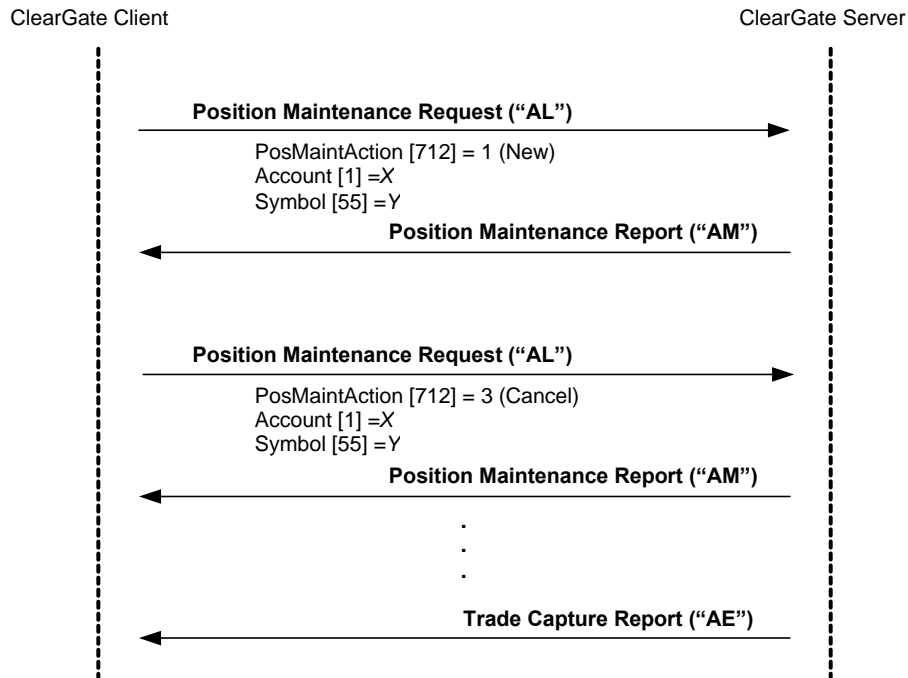 ClearGate Client
ClearGate Server
Position Maintenance Request (“AL”)
PosMaintAction [712] = 1 (New)
Account [1] =X
Symbol [55] =Y
Position Maintenance Report (“AM”)
Position Maintenance Request (“AL”)
PosMaintAction [712] = 3 (Cancel)
Account [1] =X
Symbol [55] =Y
Position Maintenance Report (“AM”)
.
.
.
Trade Capture Report (“AE”)